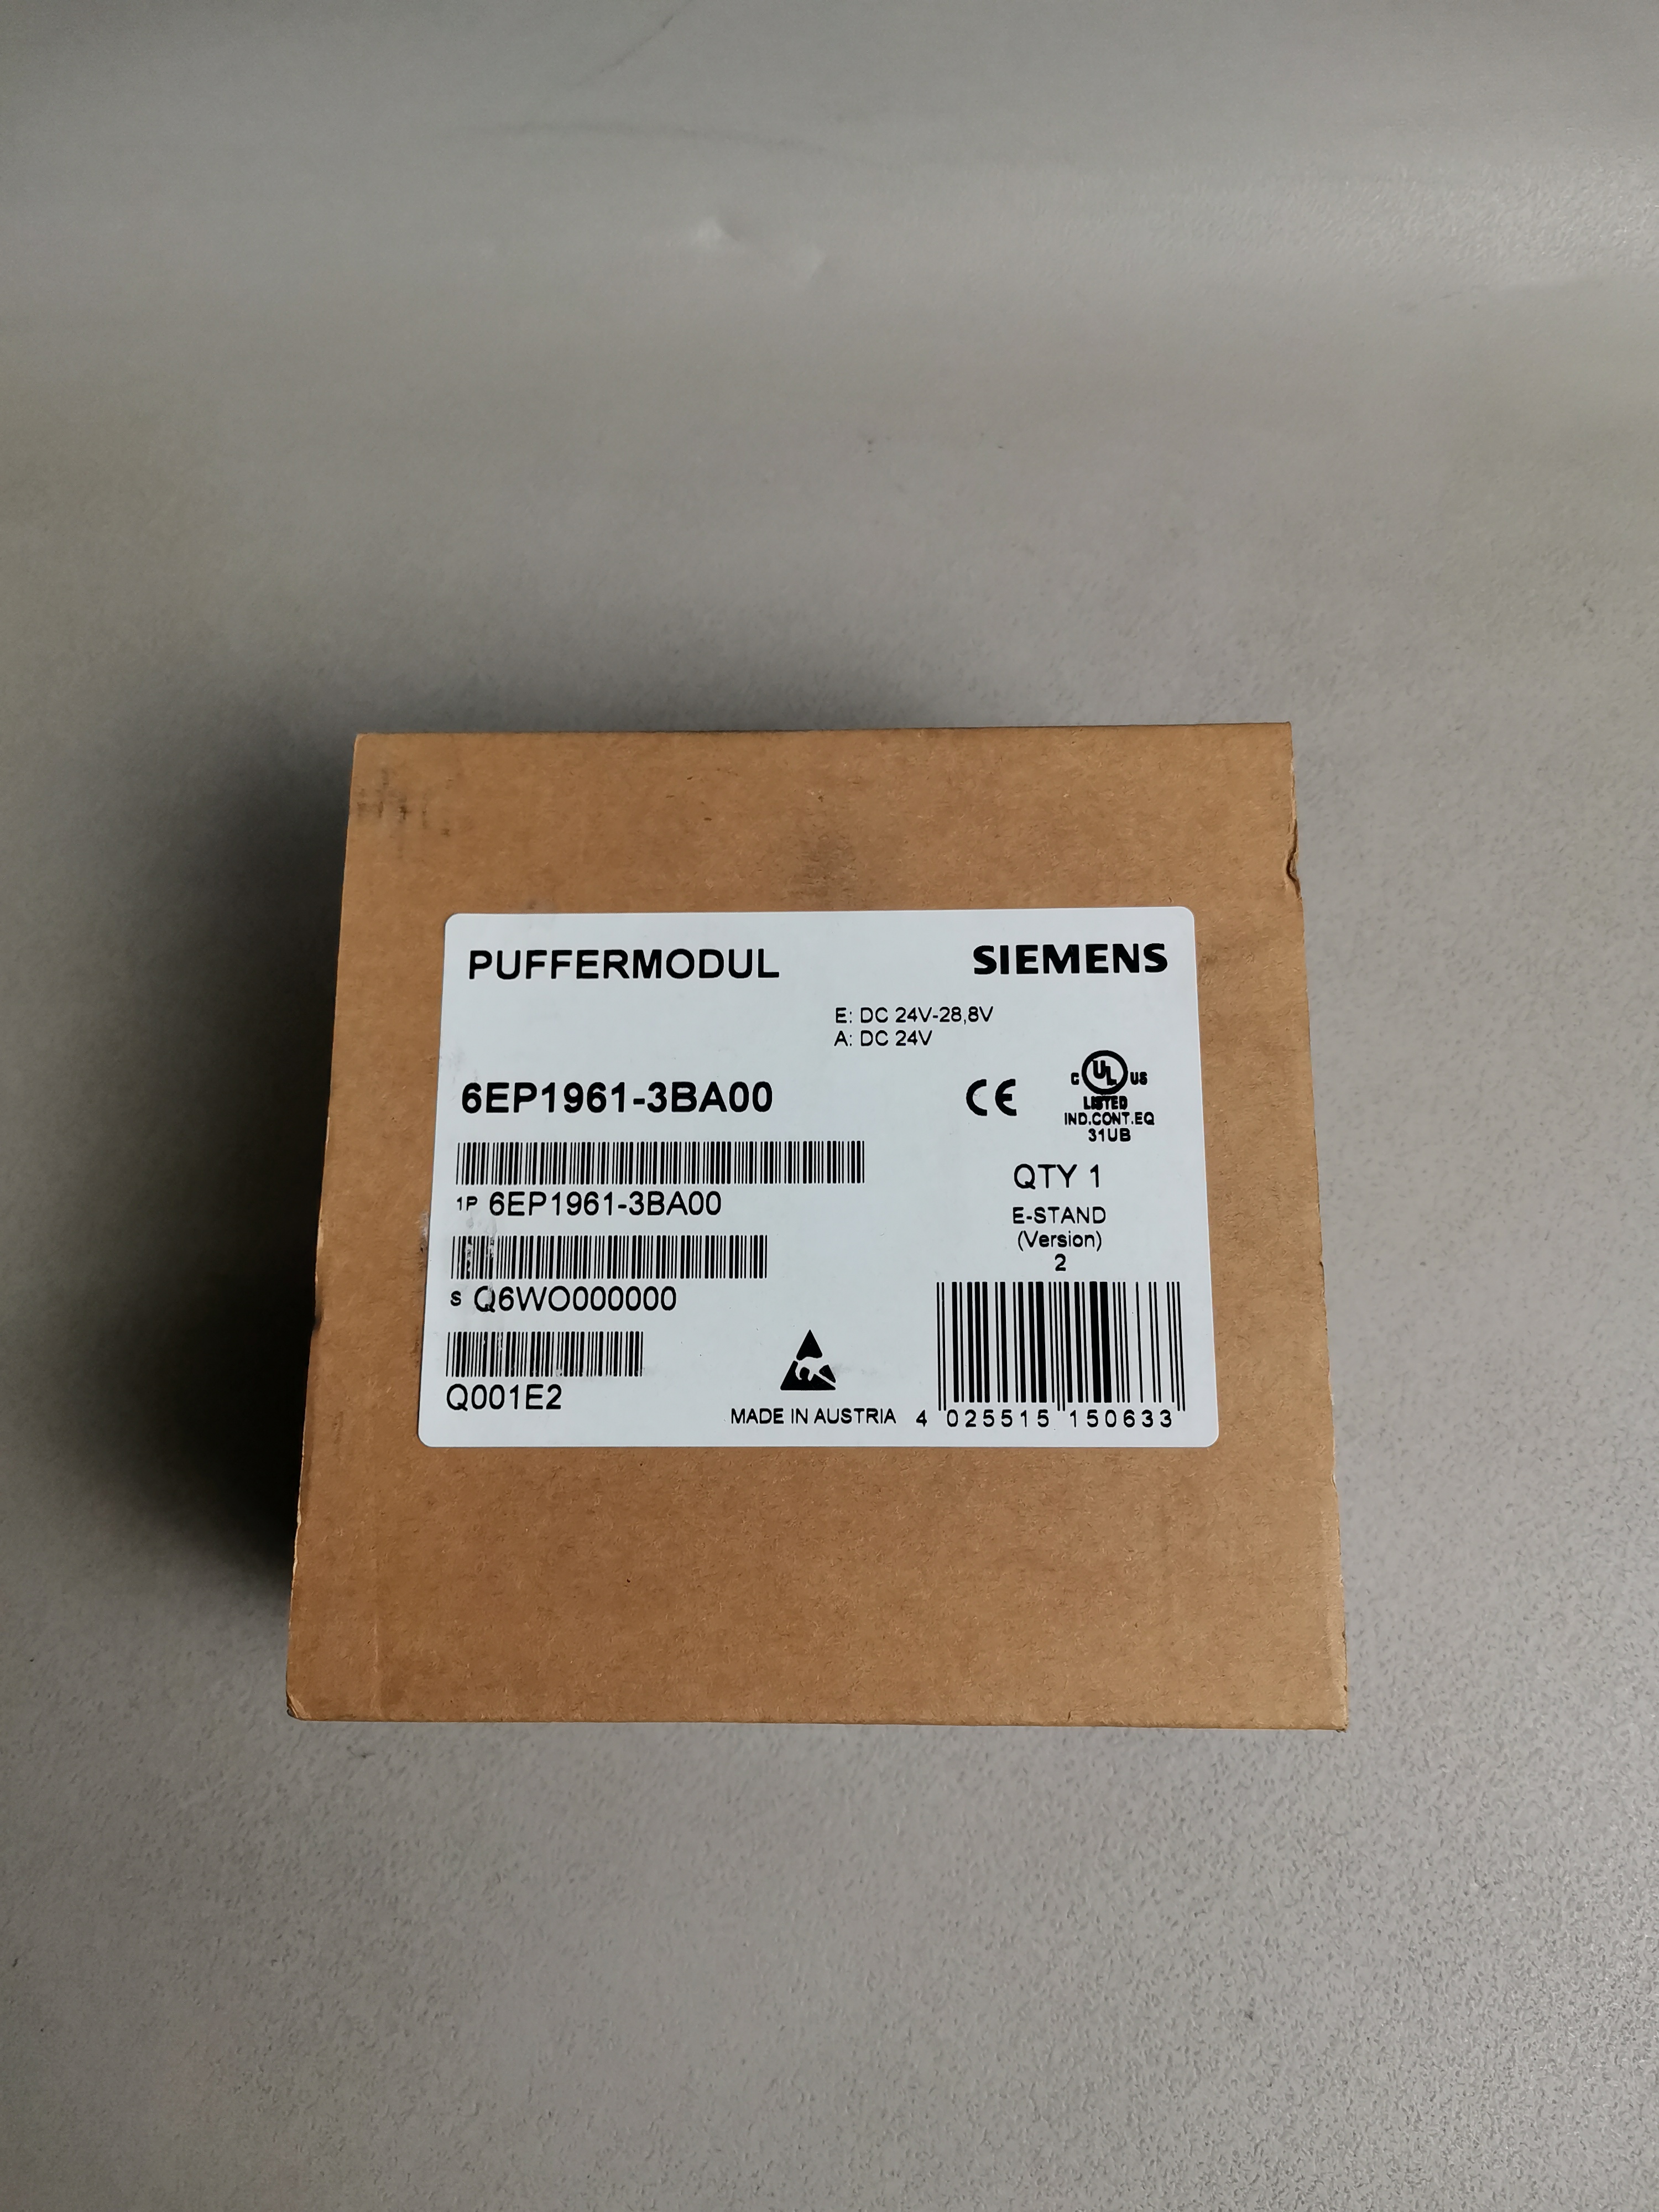 PUFFERMODUL
SIEMENS
E: DC 24V-28,8V
A: DC 24V
6EP1961-3BA00
CE
C UL US
LISTED
IND.CONT.EQ
31UB
1P 6EP1961-3BA00
QTY 1
E-STAND
(Version)
2
S Q6WO000000
Q001E2
MADE IN AUSTRIA
4 025515 150633